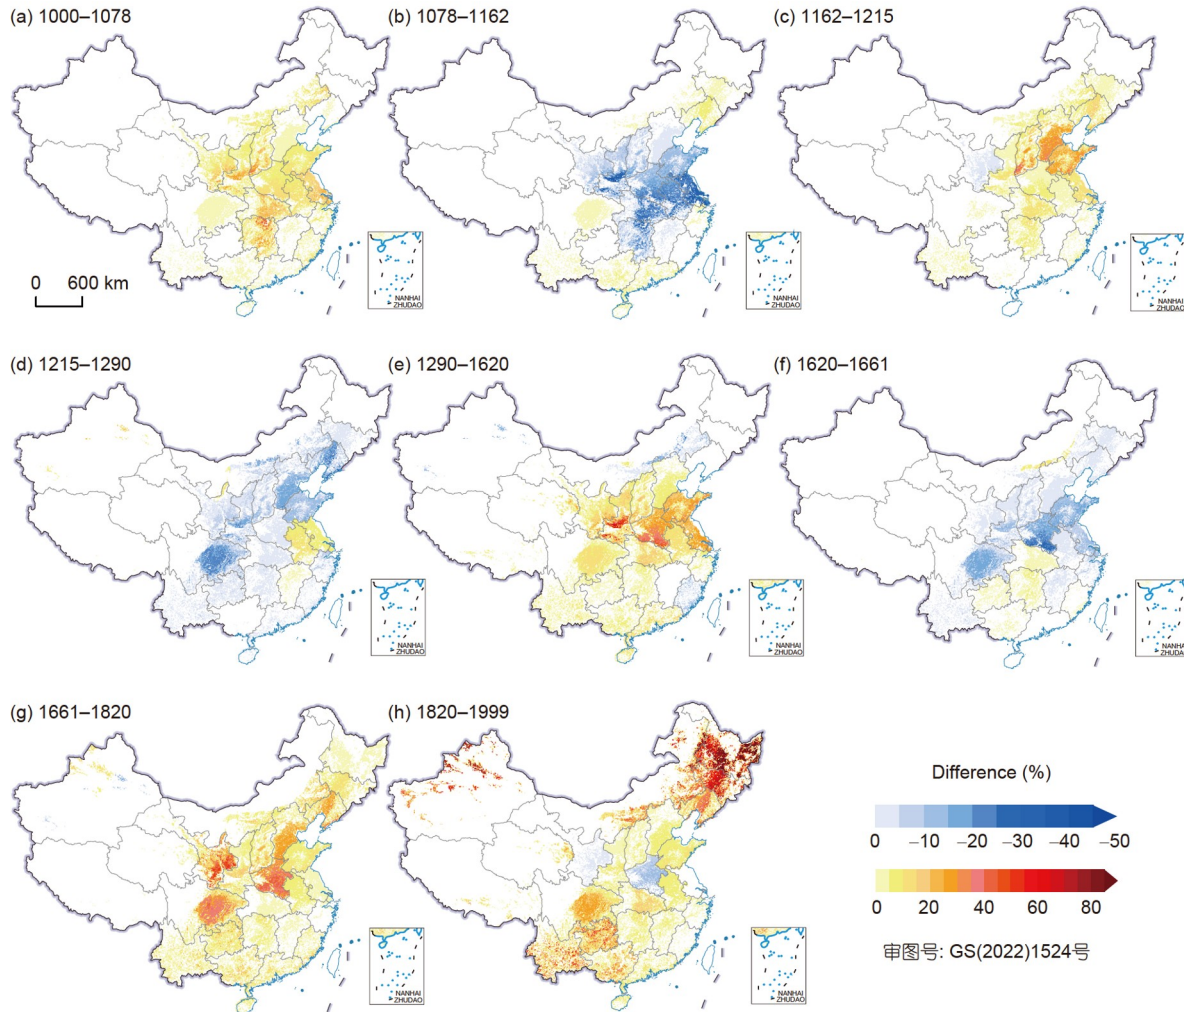 (a) 1000–1078
(b) 1078–1162
(c) 1162–1215
0 600 km
NANHAI
ZHUDAO
NANHAI
ZHUDAO
NANHAI
ZHUDAO
(d) 1215–1290
(e) 1290–1620
(f) 1620–1661
NANHAI
ZHUDAO
NANHAI
ZHUDAO
NANHAI
ZHUDAO
(g) 1661–1820
(h) 1820–1999
NANHAI
ZHUDAO
NANHAI
ZHUDAO
Difference (%)
0 –10 –20 –30 –40 –50
0 20 40 60 80
审图号: GS(2022)1524号